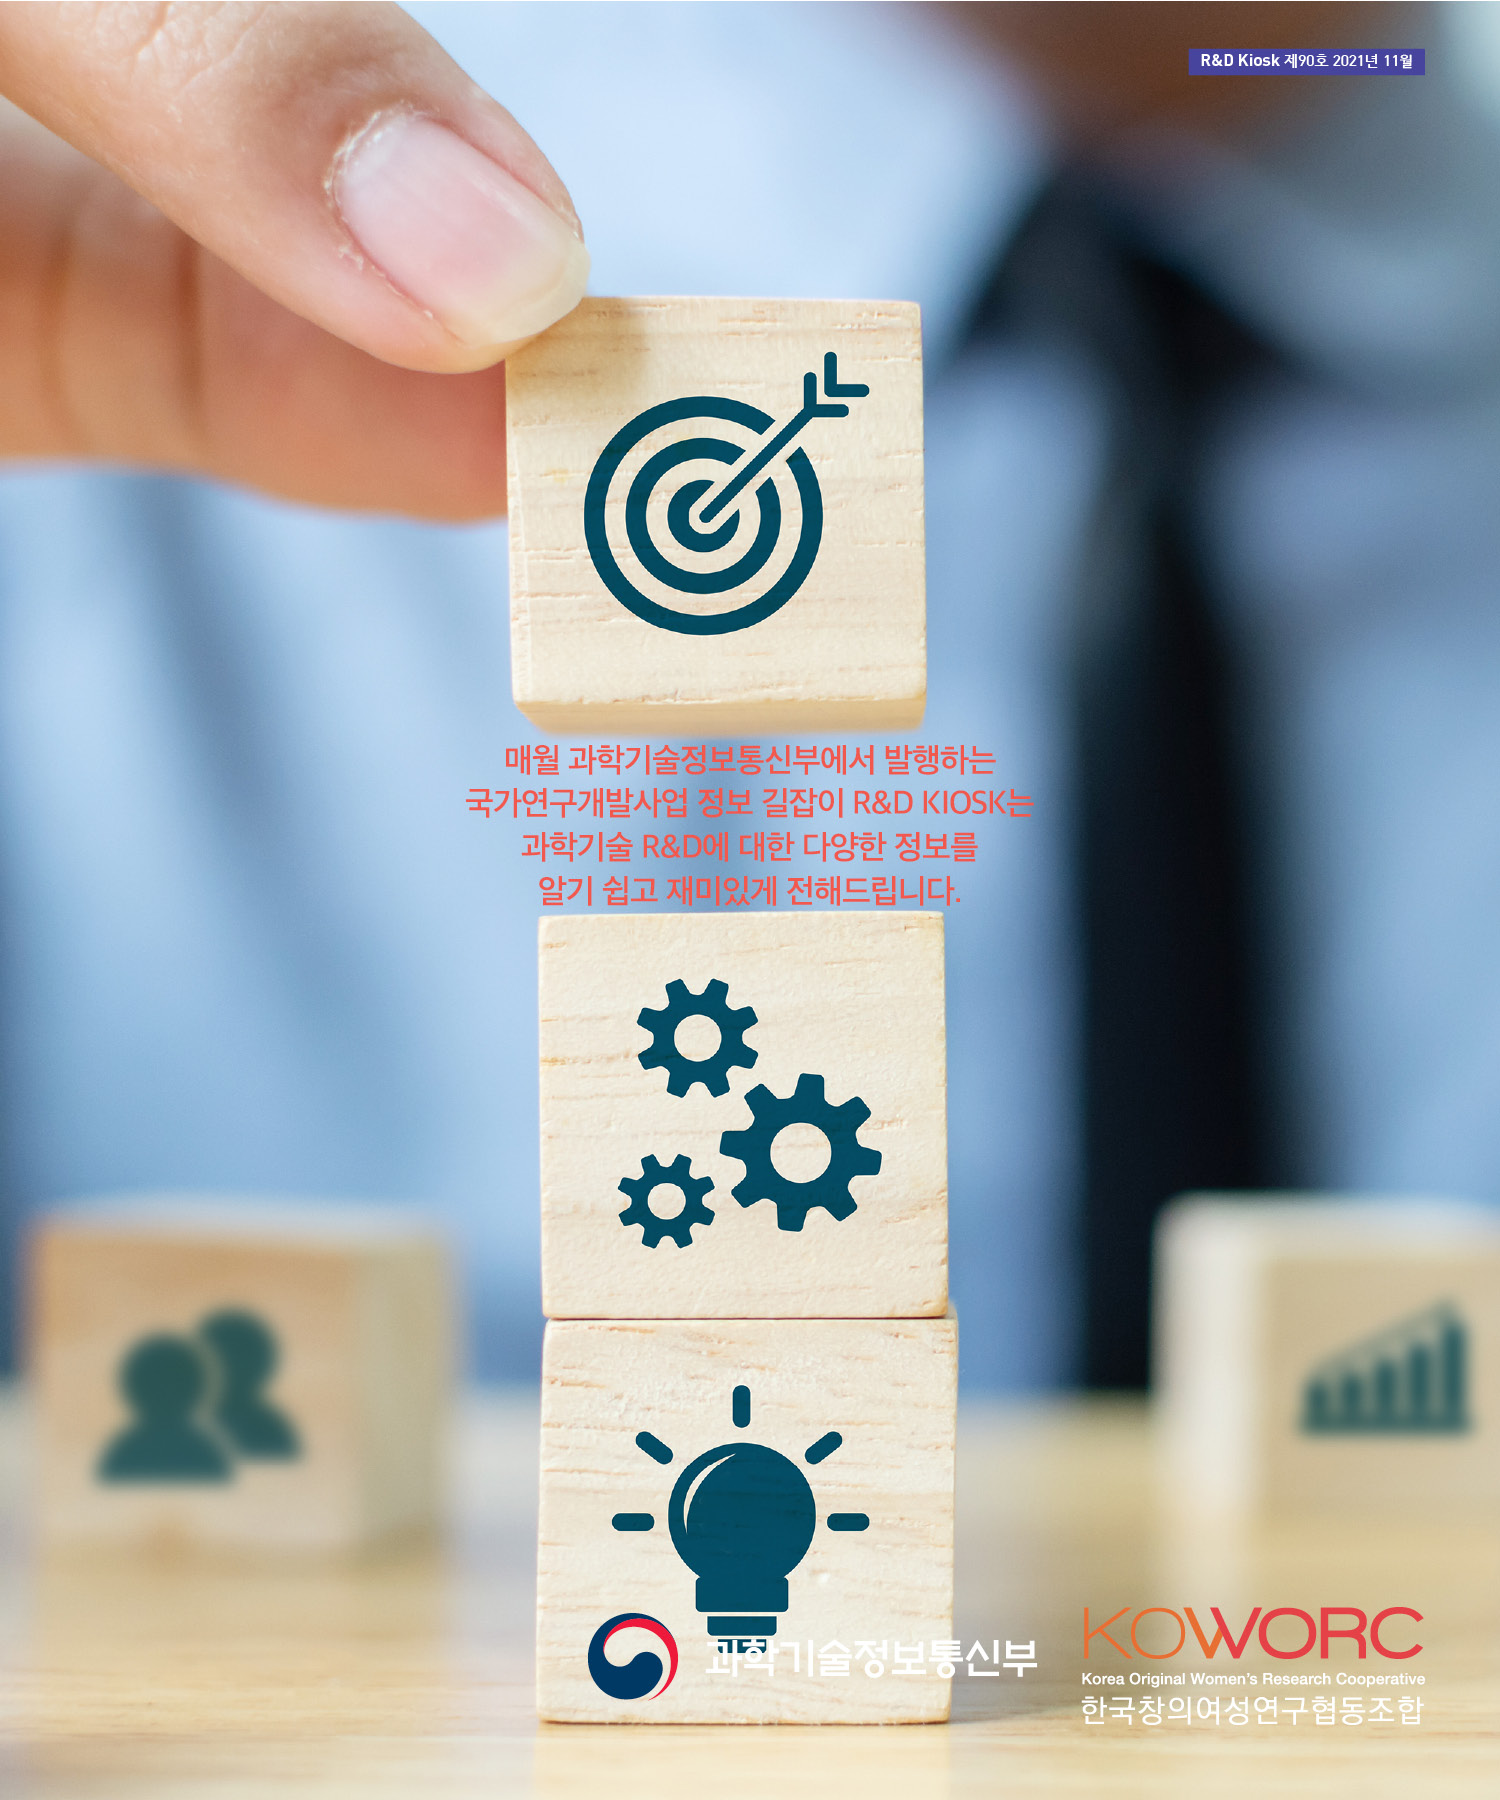 R&D Kiosk 제90호 2021년 11월
매월 과학기술정보통신부에서 발행하는
국가연구개발사업 정보 길잡이 R&D KIOSK는
과학기술 R&D에 대한 다양한 정보를
알기 쉽고 재미있게 전해드립니다.
과학기술정보통신부
KOWORC
Korea Original Women's Research Cooperative
한국창의여성연구협동조합